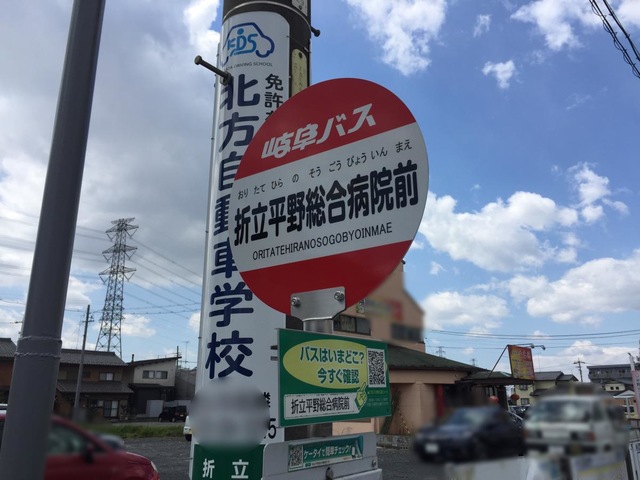 KDS
北方自動車学校
岐阜バス
おりたてひらのそうごうびょういんまえ
折立平野総合病院前
ORITATEHIRANOSOGOBYOINMAE
バスはいまどこ?
今すぐ確認
折立平野総合病院前
ケータイで簡単チェック!
折立